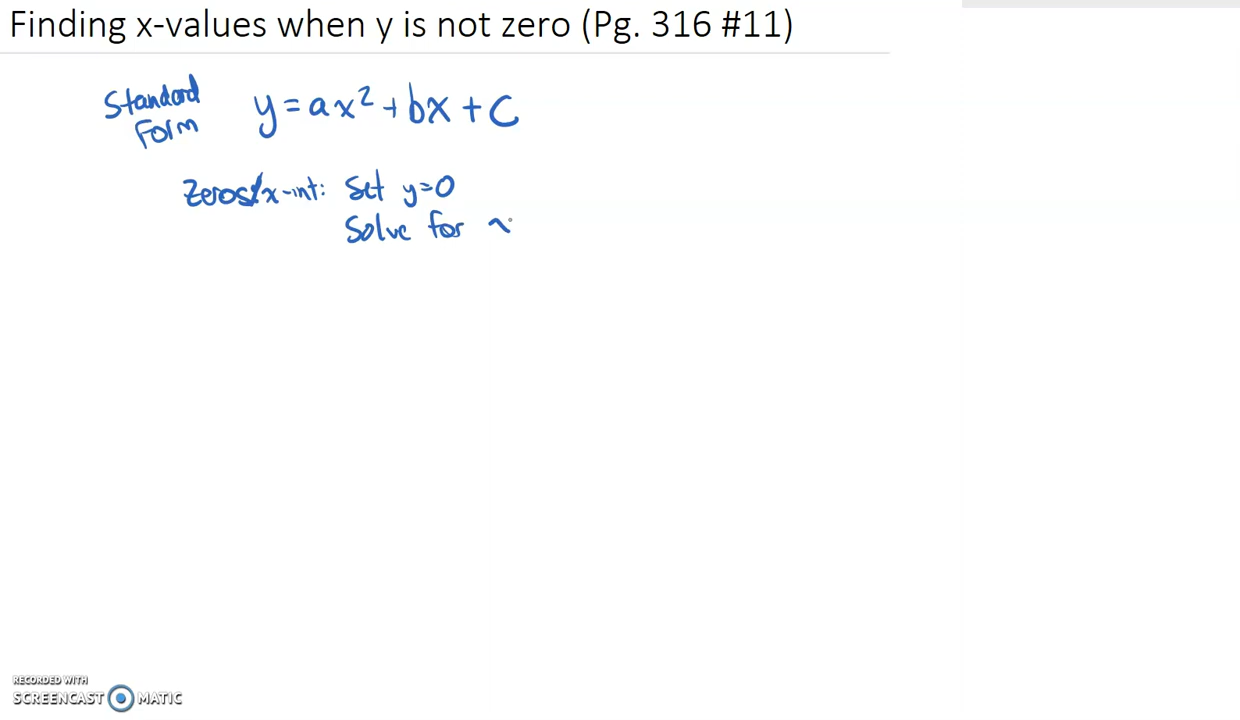 Finding x-values when y is not zero (Pg. 316 #11)
Standard
Form
y = ax² + bx + c
Zeros/x-int: Set y=0
Solve for x
RECORDED WITH
SCREENCAST MATIC